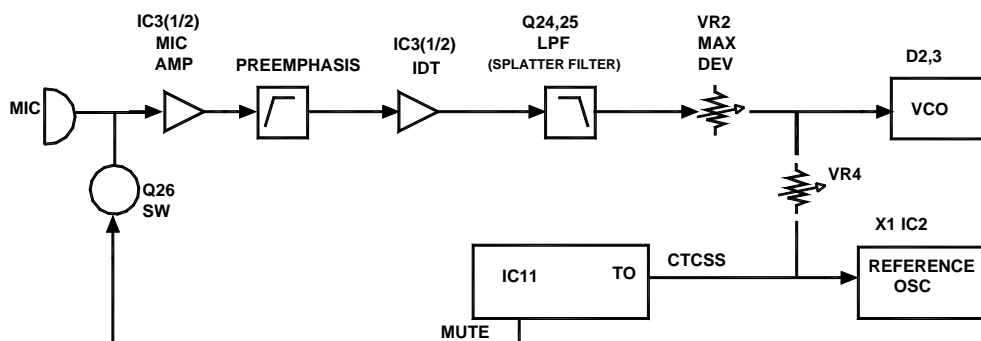 IC3(1/2)
MIC
AMP
PREEMPHASIS
IC3(1/2)
IDT
Q24,25
LPF
(SPLATTER FILTER)
VR2
MAX
DEV
D2,3
MIC
VCO
Q26
SW
VR4
X1 IC2
IC11
TO
CTCSS
REFERENCE
OSC
MUTE